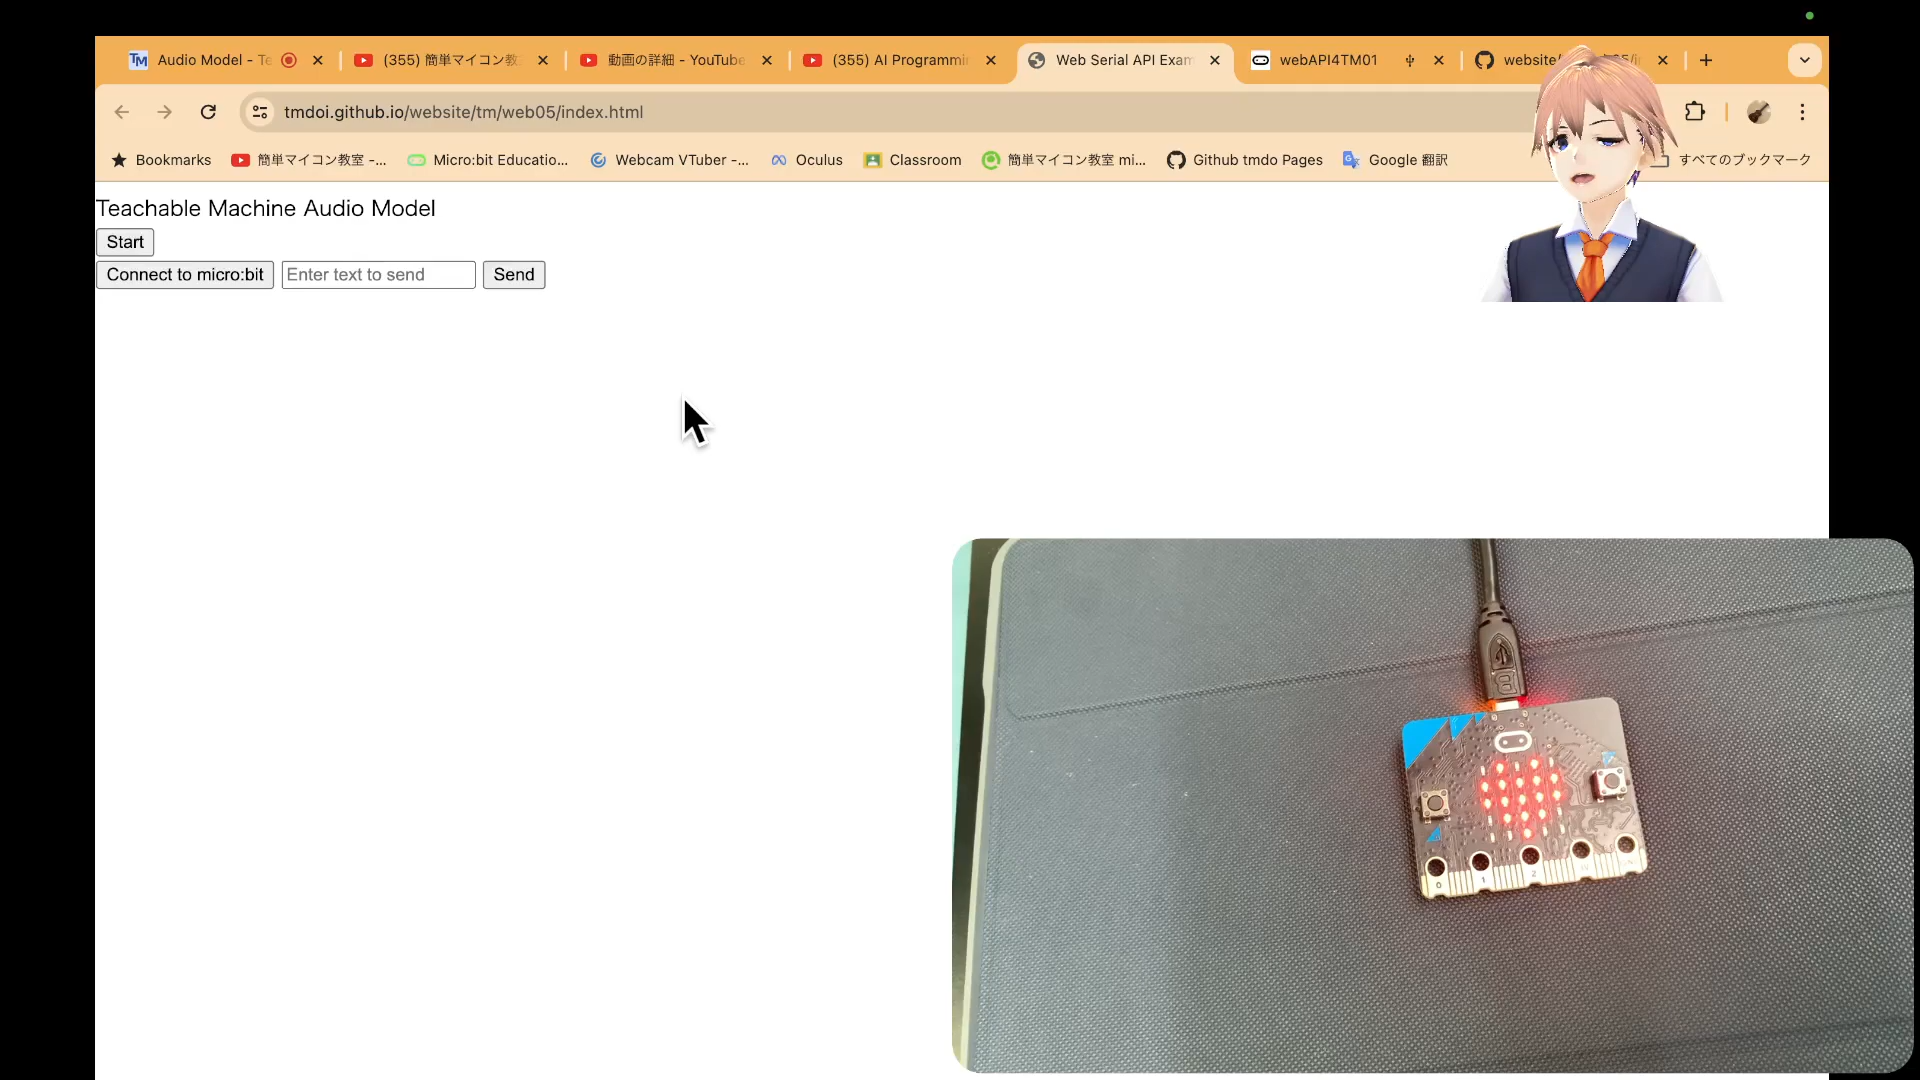 Audio Model - Te
(355) 簡単マイコン教
動画の詳細 - YouTube
(355) AI Programmin
Web Serial API Exam
webAPI4TM01
website/
tmdoi.github.io/website/tm/web05/index.html
Bookmarks
簡単マイコン教室 -...
Micro:bit Educatio...
Webcam VTuber -...
Oculus
Classroom
簡単マイコン教室 mi...
Github tmdo Pages
Google 翻訳
すべてのブックマーク
Teachable Machine Audio Model
Start
Connect to micro:bit
Enter text to send
Send
0
1
2